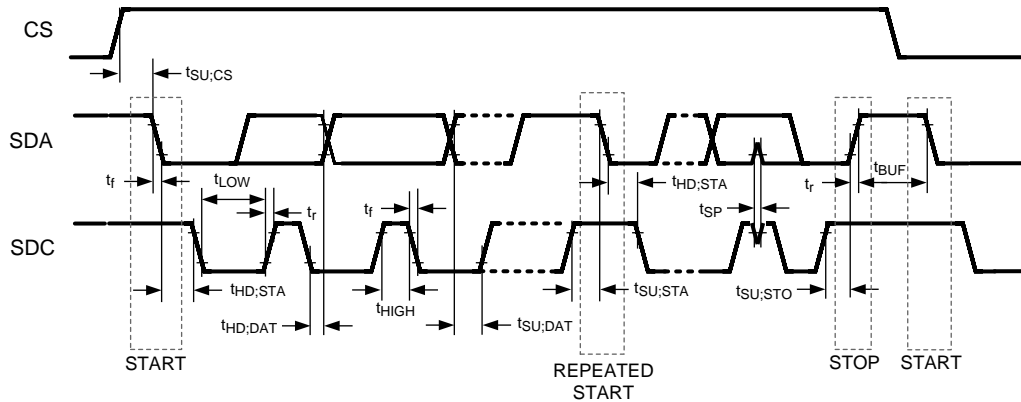 CS
tSU;CS
SDA
tf
tLOW
tr
tf
tHD;STA
tSP
tr
tBUF
SDC
tHD;STA
tHD;DAT
tHIGH
tSU;DAT
tSU;STA
tSU;STO
START
REPEATED
START
STOP
START